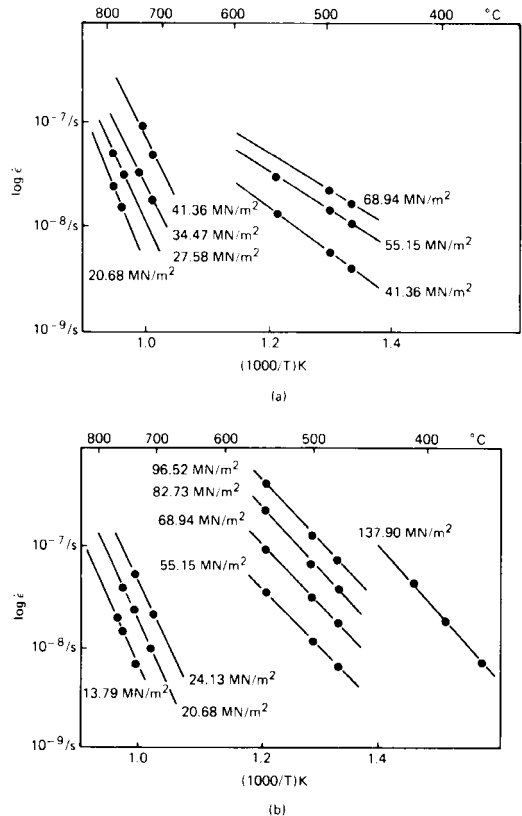 800 700 600 500 400 °C
10⁻⁷/s
log ε̇
10⁻⁸/s
10⁻⁹/s
41.36 MN/m²
34.47 MN/m²
27.58 MN/m²
20.68 MN/m²
68.94 MN/m²
55.15 MN/m²
41.36 MN/m²
1.0 1.2 1.4
(1000/T)K
(a)
800 700 600 500 400 °C
96.52 MN/m²
82.73 MN/m²
68.94 MN/m²
55.15 MN/m²
137.90 MN/m²
10⁻⁷/s
log ε̇
10⁻⁸/s
10⁻⁹/s
24.13 MN/m²
13.79 MN/m²
20.68 MN/m²
1.0 1.2 1.4
(1000/T)K
(b)